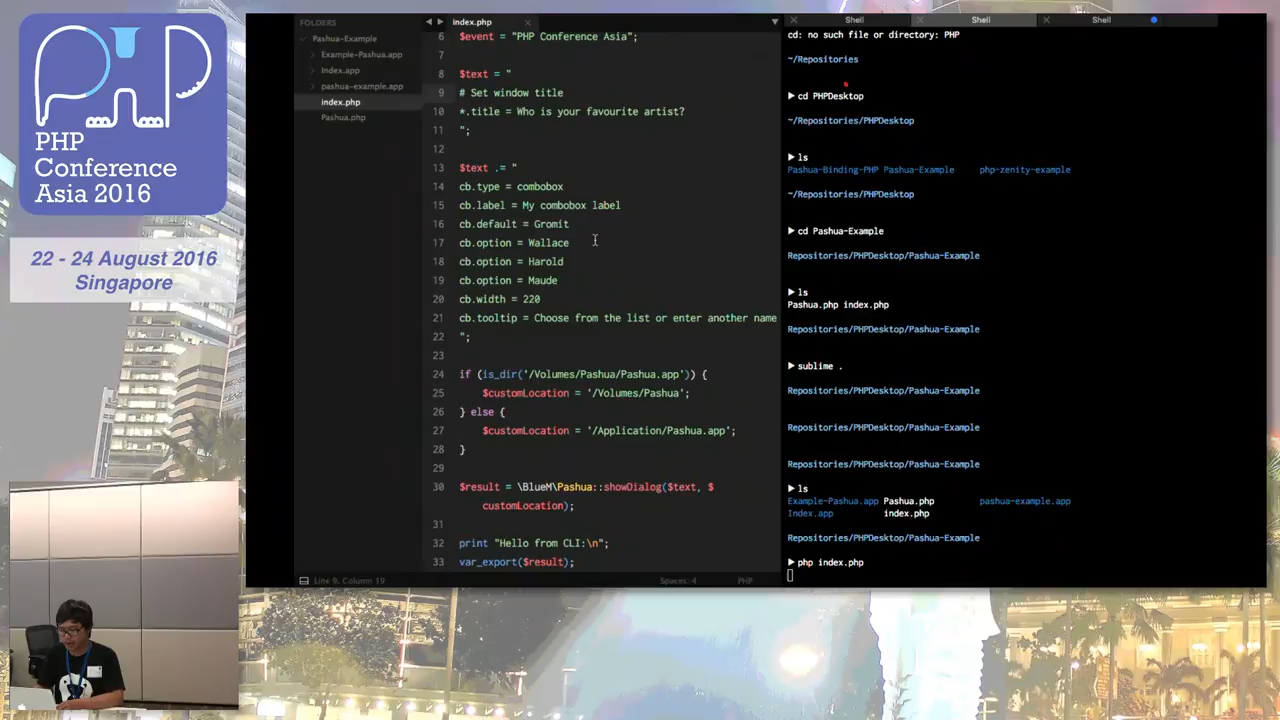 PHP
Conference
Asia 2016
22 - 24 August 2016
Singapore
FOLDERS
Pashua-Example
Example-Pashua.app
Index.app
pashua-example.app
index.php
Pashua.php
index.php
6 $event = "PHP Conference Asia";
7
8 $text = "
9 # Set window title
10 *.title = Who is your favourite artist?
11 ";
12
13 $text .= "
14 cb.type = combobox
15 cb.label = My combobox label
16 cb.default = Gromit
17 cb.option = Wallace
18 cb.option = Harold
19 cb.option = Maude
20 cb.width = 220
21 cb.tooltip = Choose from the list or enter another name
22 ";
23
24 if (is_dir('/Volumes/Pashua/Pashua.app')) {
25 $customLocation = '/Volumes/Pashua';
26 } else {
27 $customLocation = '/Application/Pashua.app';
28 }
29
30 $result = \BlueM\Pashua::showDialog($text, $
customLocation);
31
32 print "Hello from CLI:\n";
33 var_export($result);
Line 9, Column 19
Spaces: 4
PHP
Shell
Shell
Shell
cd: no such file or directory: PHP
~/Repositories
cd PHPDesktop
~/Repositories/PHPDesktop
ls
Pashua-Binding-PHP Pashua-Example php-zenity-example
~/Repositories/PHPDesktop
cd Pashua-Example
Repositories/PHPDesktop/Pashua-Example
ls
Pashua.php index.php
Repositories/PHPDesktop/Pashua-Example
sublime .
Repositories/PHPDesktop/Pashua-Example
Repositories/PHPDesktop/Pashua-Example
Repositories/PHPDesktop/Pashua-Example
ls
Example-Pashua.app Pashua.php pashua-example.app
Index.app index.php
Repositories/PHPDesktop/Pashua-Example
php index.php